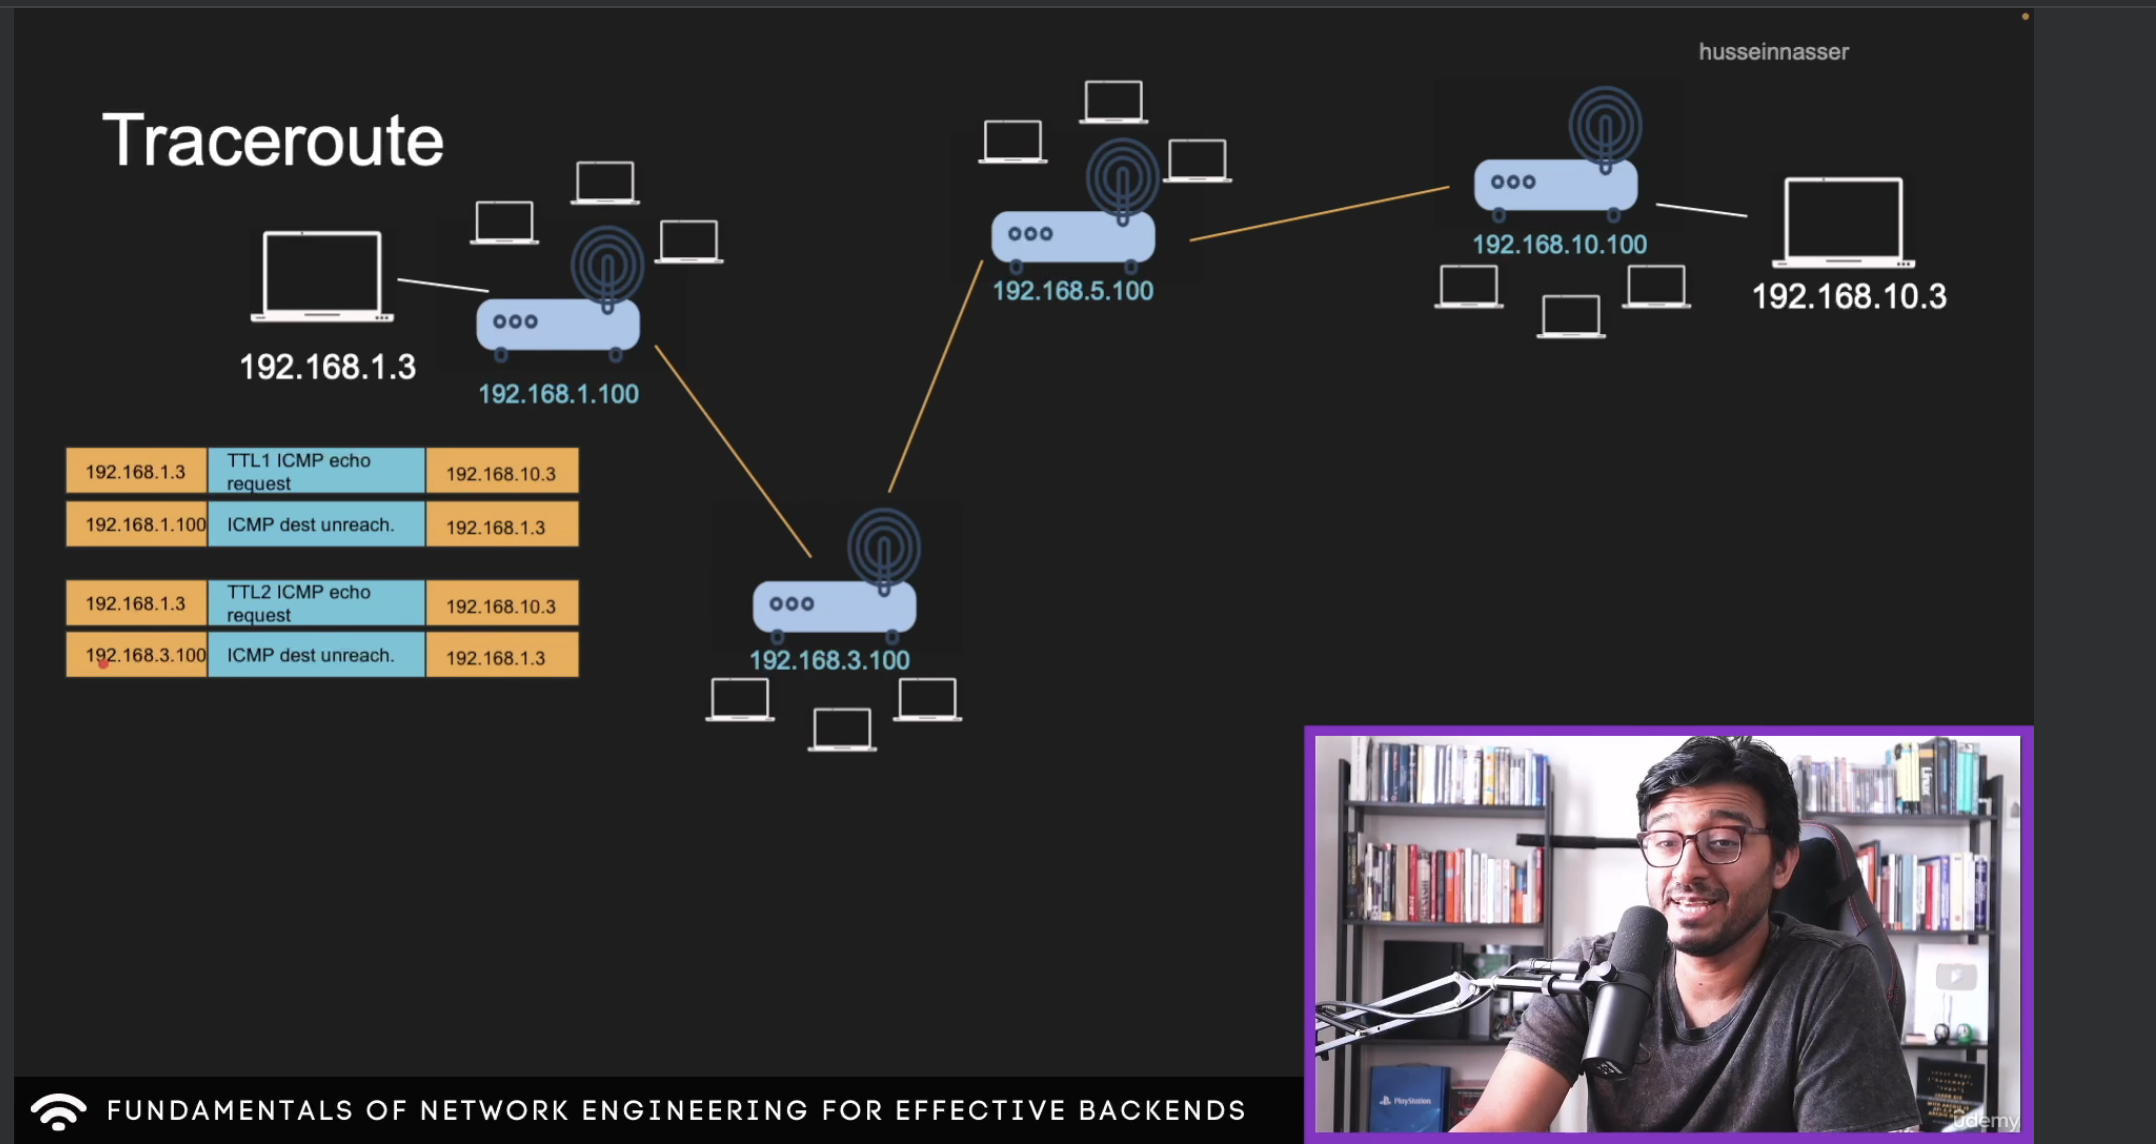 husseinnasser
Traceroute
192.168.1.3
192.168.1.100
192.168.5.100
192.168.10.100
192.168.10.3
192.168.3.100
192.168.1.3
TTL1 ICMP echo
request
192.168.10.3
192.168.1.100
ICMP dest unreach.
192.168.1.3
192.168.1.3
TTL2 ICMP echo
request
192.168.10.3
192.168.3.100
ICMP dest unreach.
192.168.1.3
PlayStation
udemy
FUNDAMENTALS OF NETWORK ENGINEERING FOR EFFECTIVE BACKENDS